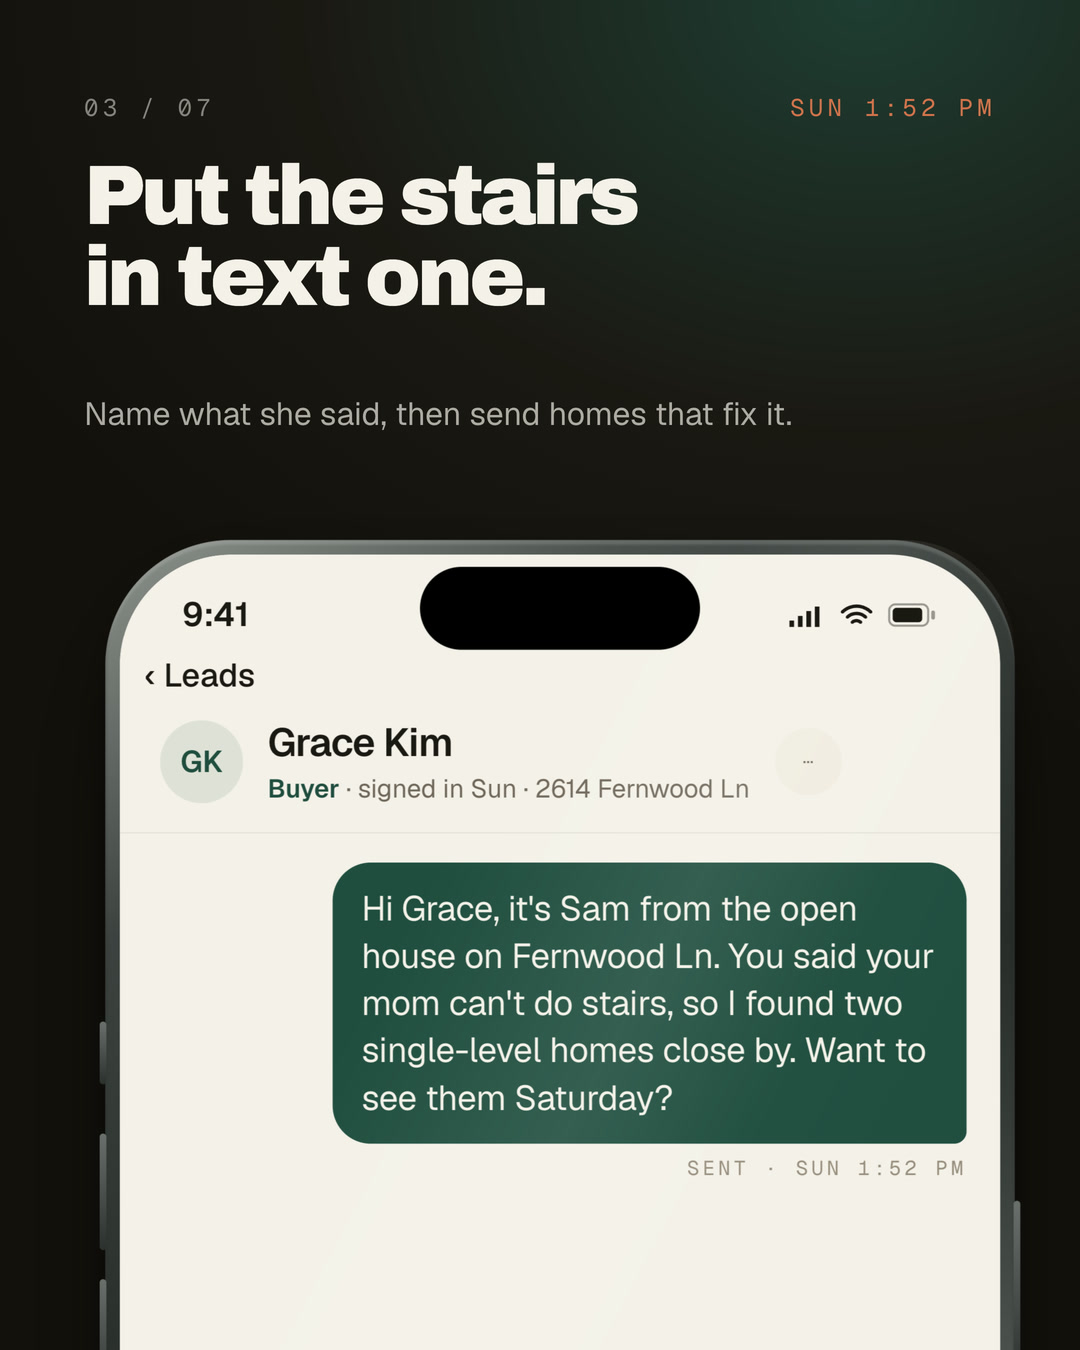 03 / 07
SUN 1:52 PM
Put the stairs
in text one.
Name what she said, then send homes that fix it.
9:41
‹ Leads
GK
Grace Kim
Buyer · signed in Sun · 2614 Fernwood Ln
...
Hi Grace, it's Sam from the open
house on Fernwood Ln. You said your
mom can't do stairs, so I found two
single-level homes close by. Want to
see them Saturday?
SENT · SUN 1:52 PM